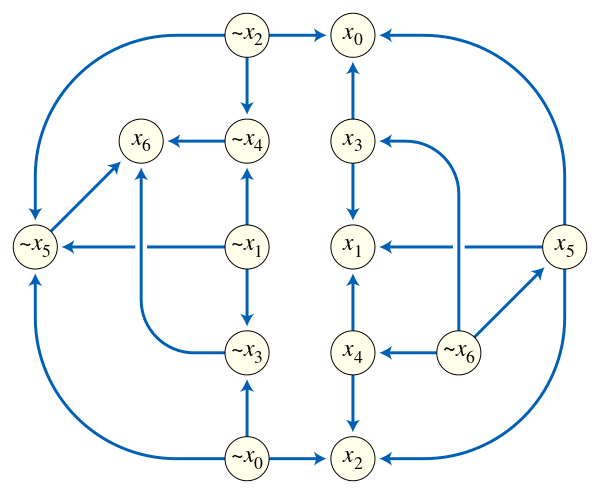 ~x₂ x₀
x₆ ~x₄ x₃
~x₅ ~x₁ x₁ x₅
~x₃ x₄ ~x₆
~x₀ x₂